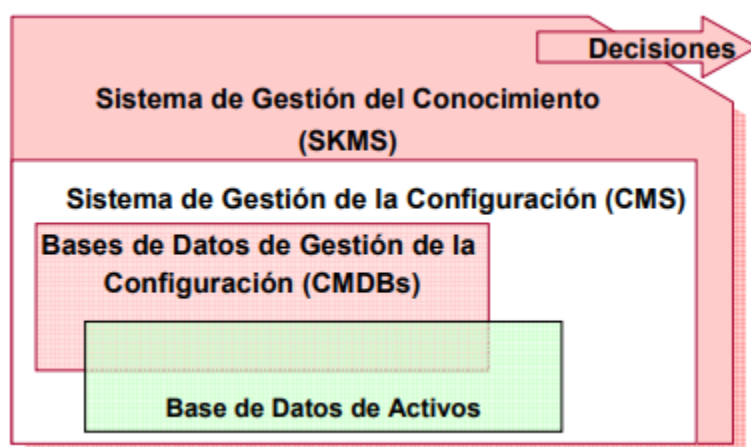 Decisiones
Sistema de Gestión del Conocimiento
(SKMS)
Sistema de Gestión de la Configuración (CMS)
Bases de Datos de Gestión de la
Configuración (CMDBs)
Base de Datos de Activos